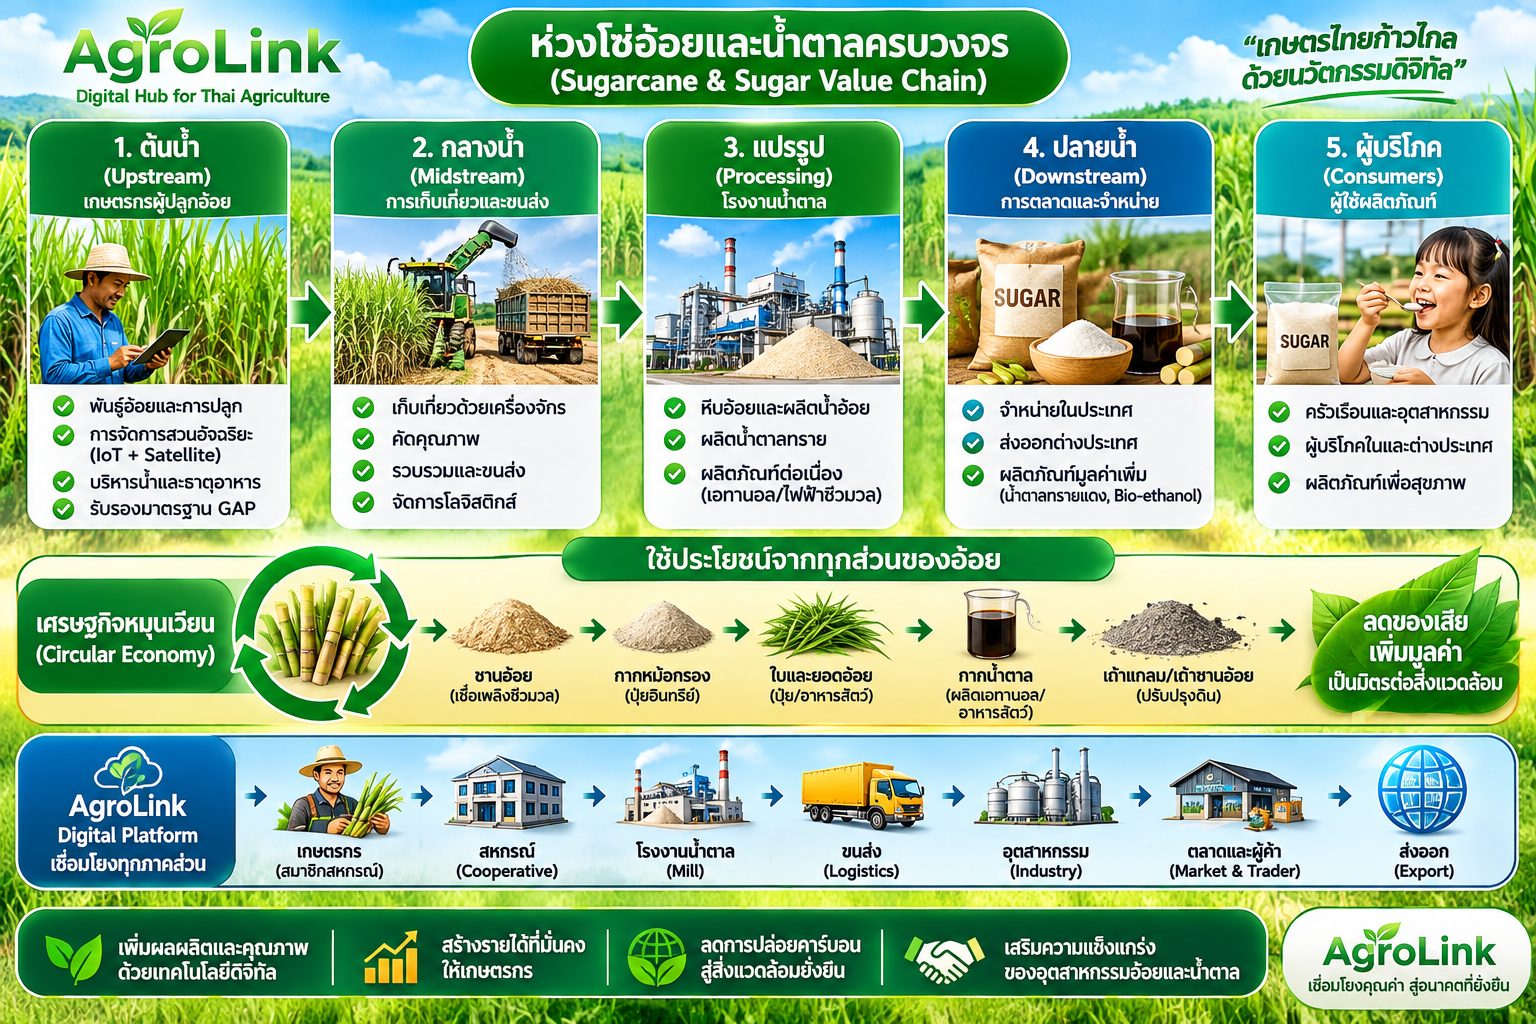 AgroLink
Digital Hub for Thai Agriculture
ห่วงโซ่อ้อยและน้ำตาลครบวงจร
(Sugarcane & Sugar Value Chain)
“เกษตรไทยก้าวไกล
ด้วยนวัตกรรมดิจิทัล”
1. ต้นน้ำ
(Upstream)
เกษตรกรผู้ปลูกอ้อย
พันธุ์อ้อยและการปลูก
การจัดการสวนอัจฉริยะ
(IoT + Satellite)
บริหารน้ำและธาตุอาหาร
รับรองมาตรฐาน GAP
2. กลางน้ำ
(Midstream)
การเก็บเกี่ยวและขนส่ง
เก็บเกี่ยวด้วยเครื่องจักร
คัดคุณภาพ
รวบรวมและขนส่ง
จัดการโลจิสติกส์
3. แปรรูป
(Processing)
โรงงานน้ำตาล
หีบอ้อยและผลิตน้ำอ้อย
ผลิตน้ำตาลทราย
ผลิตภัณฑ์ต่อเนื่อง
(เอทานอล/ไฟฟ้าชีวมวล)
4. ปลายน้ำ
(Downstream)
การตลาดและจำหน่าย
SUGAR
จำหน่ายในประเทศ
ส่งออกต่างประเทศ
ผลิตภัณฑ์มูลค่าเพิ่ม
(น้ำตาลทรายแดง, Bio-ethanol)
5. ผู้บริโภค
(Consumers)
ผู้ใช้ผลิตภัณฑ์
SUGAR
ครัวเรือนและอุตสาหกรรม
ผู้บริโภคในและต่างประเทศ
ผลิตภัณฑ์เพื่อสุขภาพ
ใช้ประโยชน์จากทุกส่วนของอ้อย
เศรษฐกิจหมุนเวียน
(Circular Economy)
ชานอ้อย
(เชื่อเพลิงชีวมวล)
กากหม้อกรอง
(ปุ๋ยอินทรีย์)
ใบและยอดอ้อย
(ปุ๋ย/อาหารสัตว์)
กากน้ำตาล
(ผลิตเอทานอล/
อาหารสัตว์)
เถ้าแกลบ/เถ้าชานอ้อย
(ปรับปรุงดิน)
ลดของเสีย
เพิ่มมูลค่า
เป็นมิตรต่อสิ่งแวดล้อม
AgroLink
Digital Platform
เชื่อมโยงทุกภาคส่วน
เกษตรกร
(สมาชิกสหกรณ์)
สหกรณ์
(Cooperative)
โรงงานน้ำตาล
(Mill)
ขนส่ง
(Logistics)
อุตสาหกรรม
(Industry)
ตลาดและผู้ค้า
(Market & Trader)
ส่งออก
(Export)
เพิ่มผลผลิตและคุณภาพ
ด้วยเทคโนโลยีดิจิทัล
สร้างรายได้ที่มั่นคง
ให้เกษตรกร
ลดการปล่อยคาร์บอน
สู่สิ่งแวดล้อมยั่งยืน
เสริมความแข็งแกร่ง
ของอุตสาหกรรมอ้อยและน้ำตาล
AgroLink
เชื่อมโยงคุณค่า สู่อนาคตที่ยั่งยืน